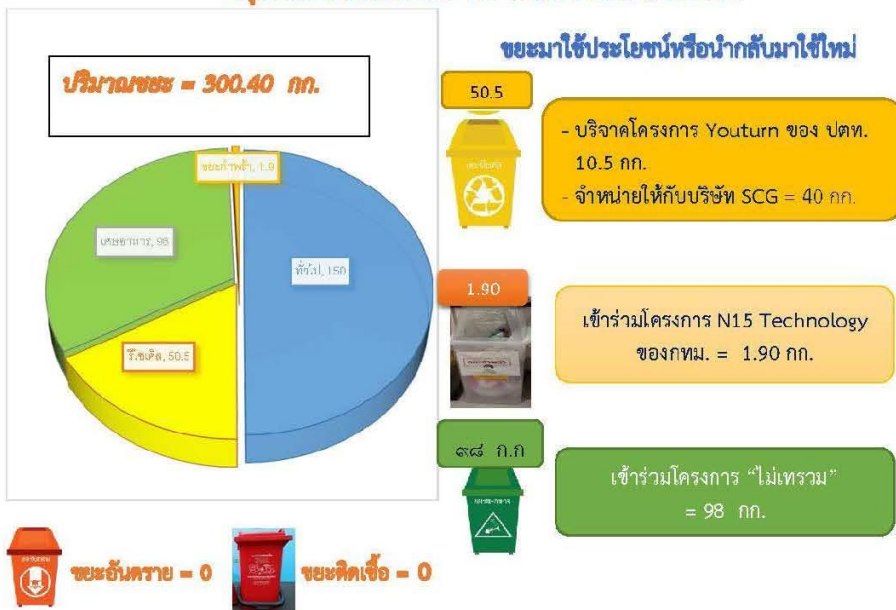 ขยะมาใช้ประโยชน์หรือนำกลับมาใช้ใหม่
ปริมาณขยะ = 300.40 กก.
ขยะกำพร้า, 1.9
เศษอาหาร, 98
ทั่วไป, 150
รีไซเคิล, 50.5
50.5
- บริจาคโครงการ Youturn ของ ปตท.
10.5 กก.
- จำหน่ายให้กับบริษัท SCG = 40 กก.
1.90
เข้าร่วมโครงการ N15 Technology
ของกทม. = 1.90 กก.
๙๘ ก.ก
เข้าร่วมโครงการ “ไม่เทรวม”
= 98 กก.
ขยะอันตราย = 0
ขยะติดเชื้อ = 0